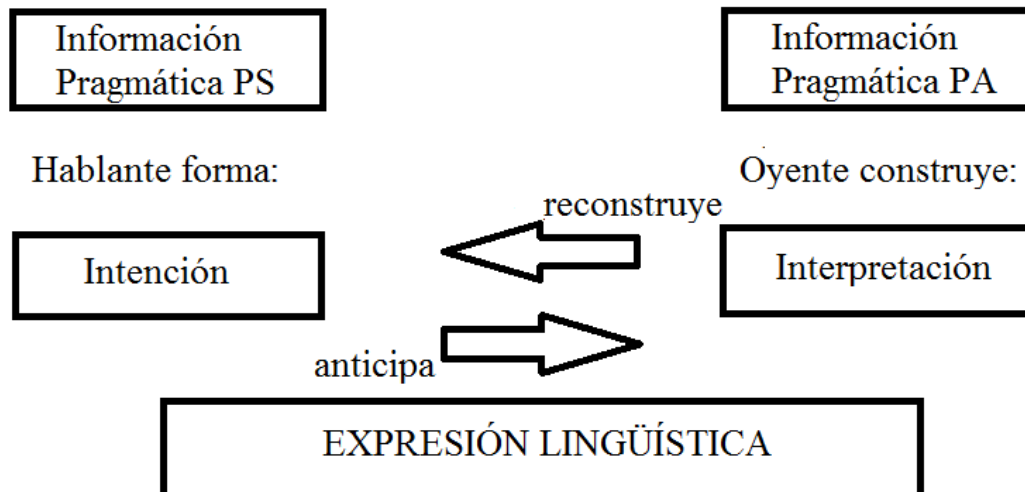 Información
Pragmática PS
Información
Pragmática PA
Hablante forma:
Oyente construye:
reconstruye
Intención
Interpretación
anticipa
EXPRESIÓN LINGÜÍSTICA